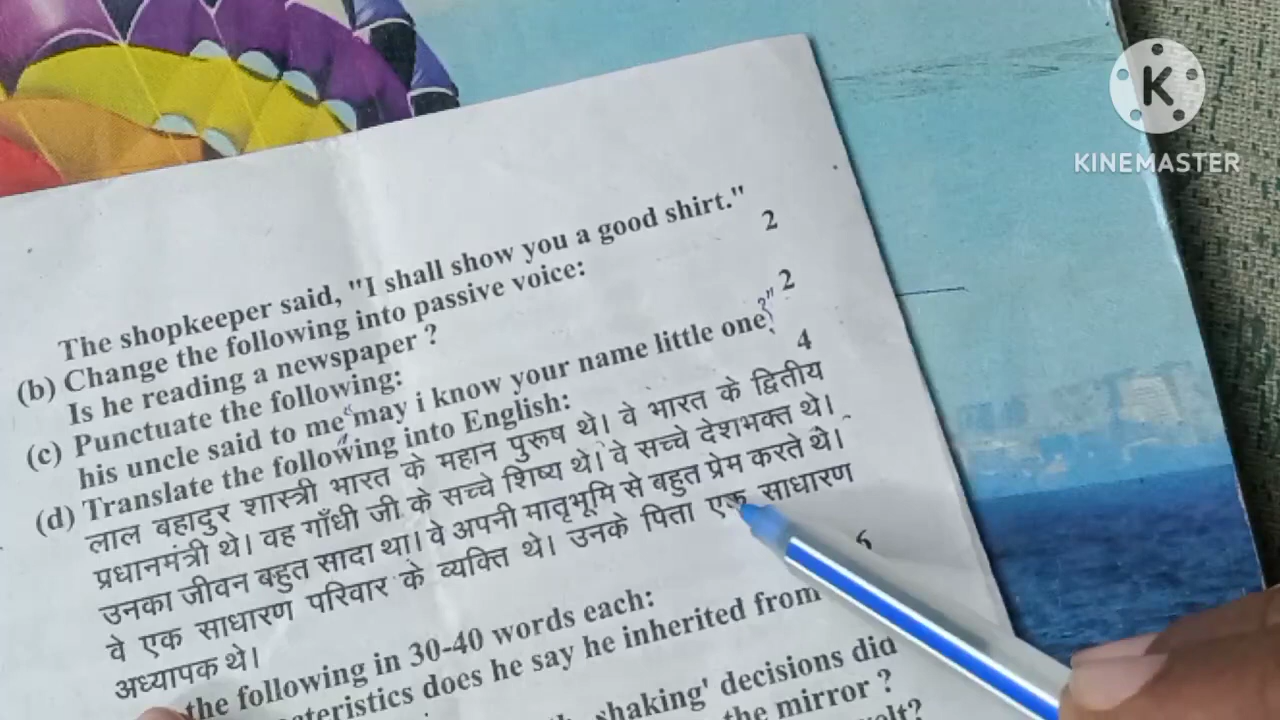 K
KINEMASTER
The shopkeeper said, "I shall show you a good shirt."
(b) Change the following into passive voice: 2
Is he reading a newspaper ?
(c) Punctuate the following: 2
his uncle said to me “may i know your name little one?"
(d) Translate the following into English: 4
लाल बहादुर शास्त्री भारत के महान पुरूष थे। वे भारत के द्वितीय
प्रधानमंत्री थे। वह गाँधी जी के सच्चे शिष्य थे। वे सच्चे देशभक्त थे।
उनका जीवन बहुत सादा था। वे अपनी मातृभूमि से बहुत प्रेम करते थे।
वे एक साधारण परिवार के व्यक्ति थे। उनके पिता एक साधारण
अध्यापक थे। 6
the following in 30-40 words each:
does he say he inherited from
shaking' decisions did
the mirror ?